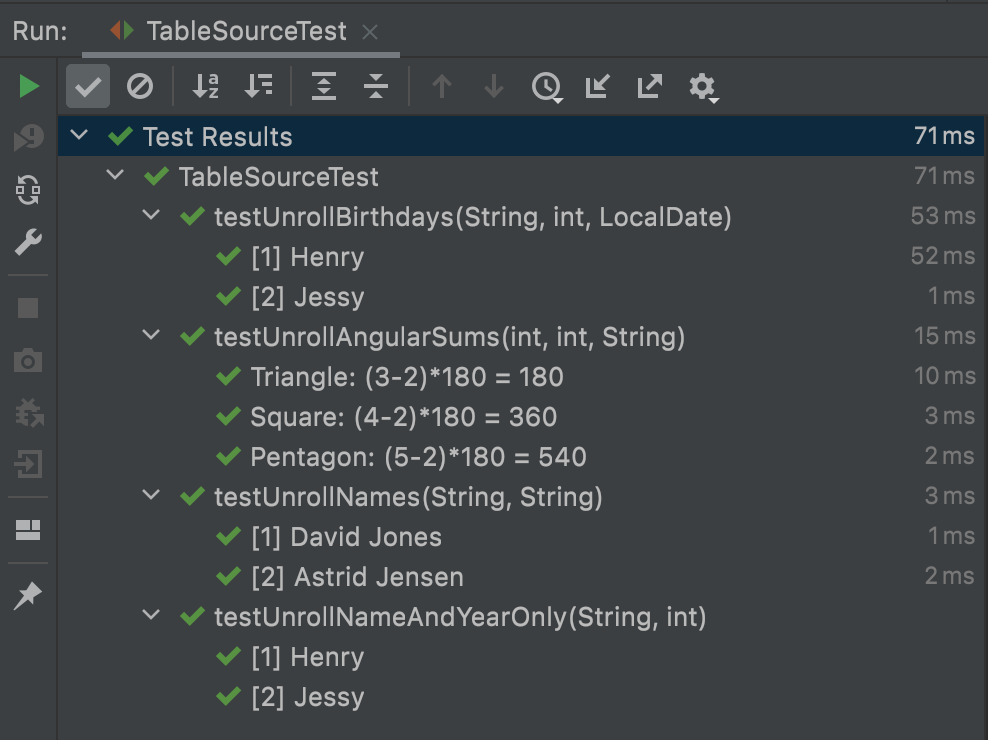 Run: TableSourceTest
Test Results 71 ms
TableSourceTest 71 ms
testUnrollBirthdays(String, int, LocalDate) 53 ms
[1] Henry 52 ms
[2] Jessy 1 ms
testUnrollAngularSums(int, int, String) 15 ms
Triangle: (3-2)*180 = 180 10 ms
Square: (4-2)*180 = 360 3 ms
Pentagon: (5-2)*180 = 540 2 ms
testUnrollNames(String, String) 3 ms
[1] David Jones 1 ms
[2] Astrid Jensen 2 ms
testUnrollNameAndYearOnly(String, int)
[1] Henry
[2] Jessy